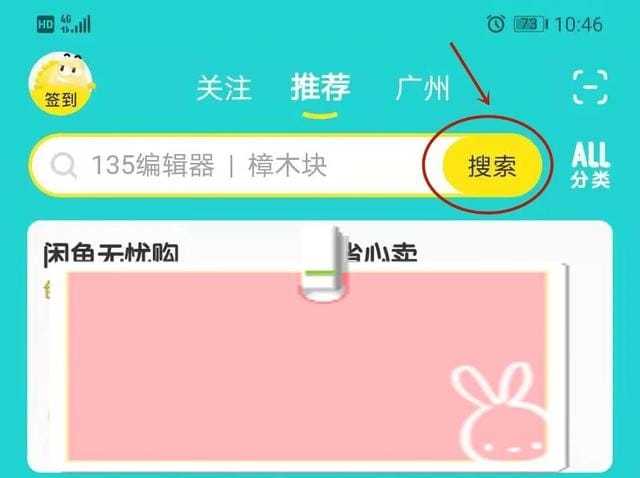 HD 4G 73 10:46
签到 关注 推荐 广州
135编辑器 | 樟木块 搜索 ALL
分类
闲鱼无忧购 省心卖